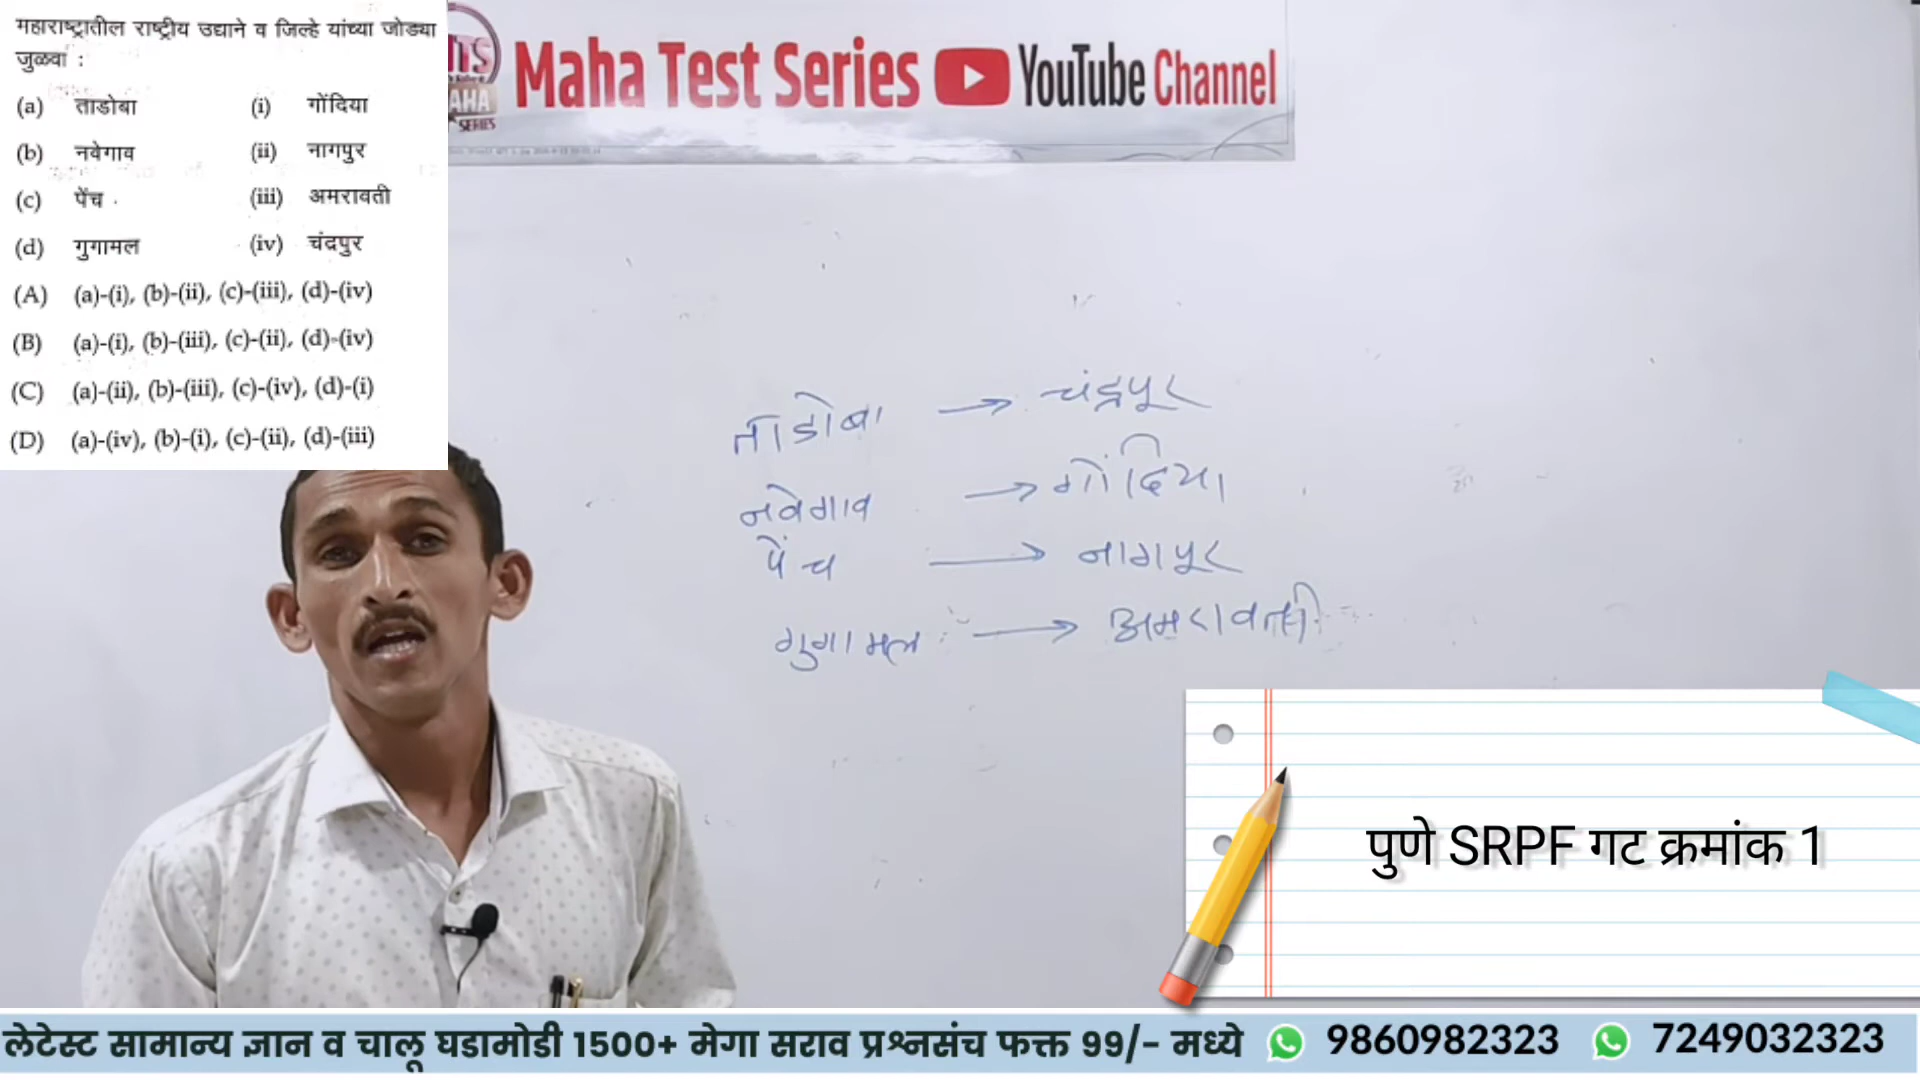 महाराष्ट्रातील राष्ट्रीय उद्याने व जिल्हे यांच्या जोड्या
जुळवा :
(a) ताडोबा (i) गोंदिया
(b) नवेगाव (ii) नागपुर
(c) पेंच (iii) अमरावती
(d) गुगामल (iv) चंद्रपुर
(A) (a)-(i), (b)-(ii), (c)-(iii), (d)-(iv)
(B) (a)-(i), (b)-(iii), (c)-(ii), (d)-(iv)
(C) (a)-(ii), (b)-(iii), (c)-(iv), (d)-(i)
(D) (a)-(iv), (b)-(i), (c)-(ii), (d)-(iii)
SERIES
Maha Test Series YouTube Channel
ताडोबा → चंद्रपूर
नवेगाव → गोंदिया
पेंच → नागपूर
गुगामल → अमरावती
पुणे SRPF गट क्रमांक 1
लेटेस्ट सामान्य ज्ञान व चालू घडामोडी 1500+ मेगा सराव प्रश्नसंच फक्त 99/- मध्ये 9860982323 7249032323